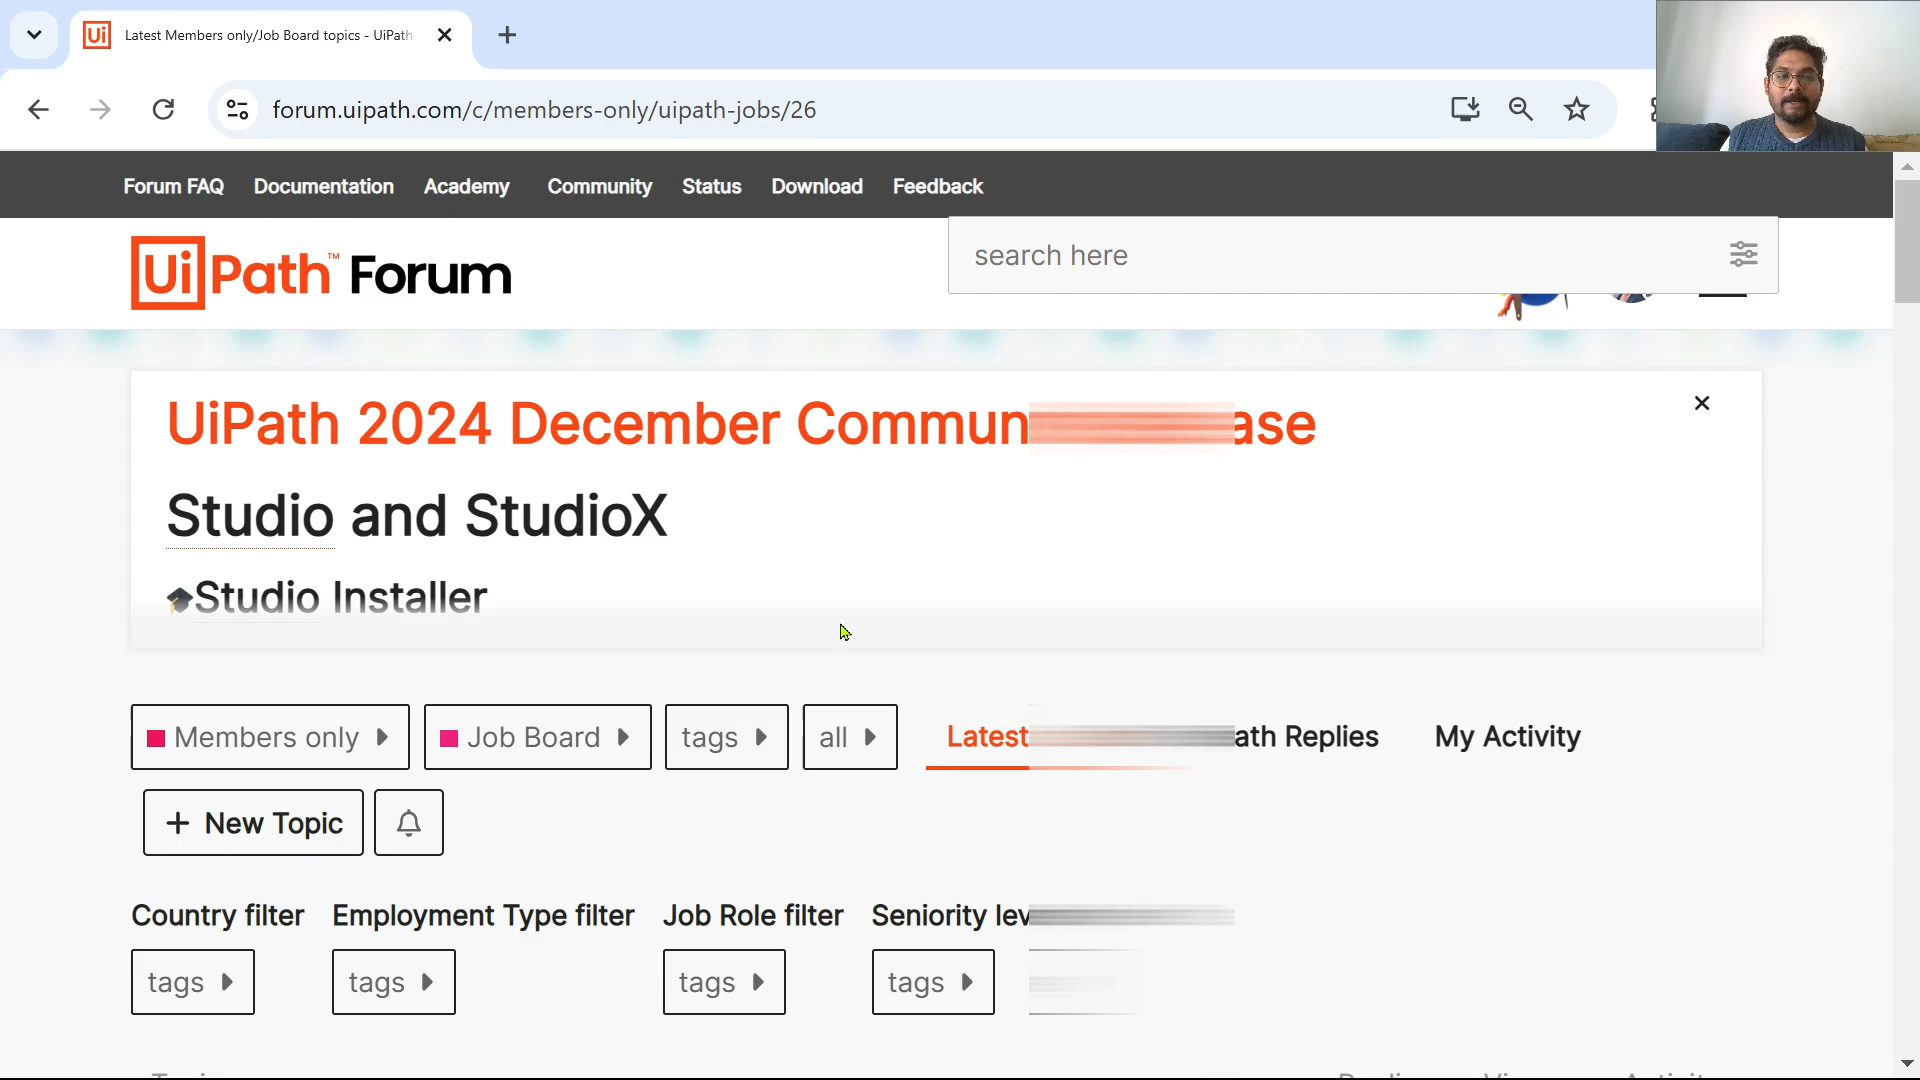 Latest Members only/Job Board topics - UiPath
forum.uipath.com/c/members-only/uipath-jobs/26
Forum FAQ Documentation Academy Community Status Download Feedback
UiPath™ Forum
search here
UiPath 2024 December Commun ase
Studio and StudioX
Studio Installer
Members only Job Board tags all Latest ath Replies My Activity
+ New Topic
Country filter Employment Type filter Job Role filter Seniority lev
tags tags tags tags